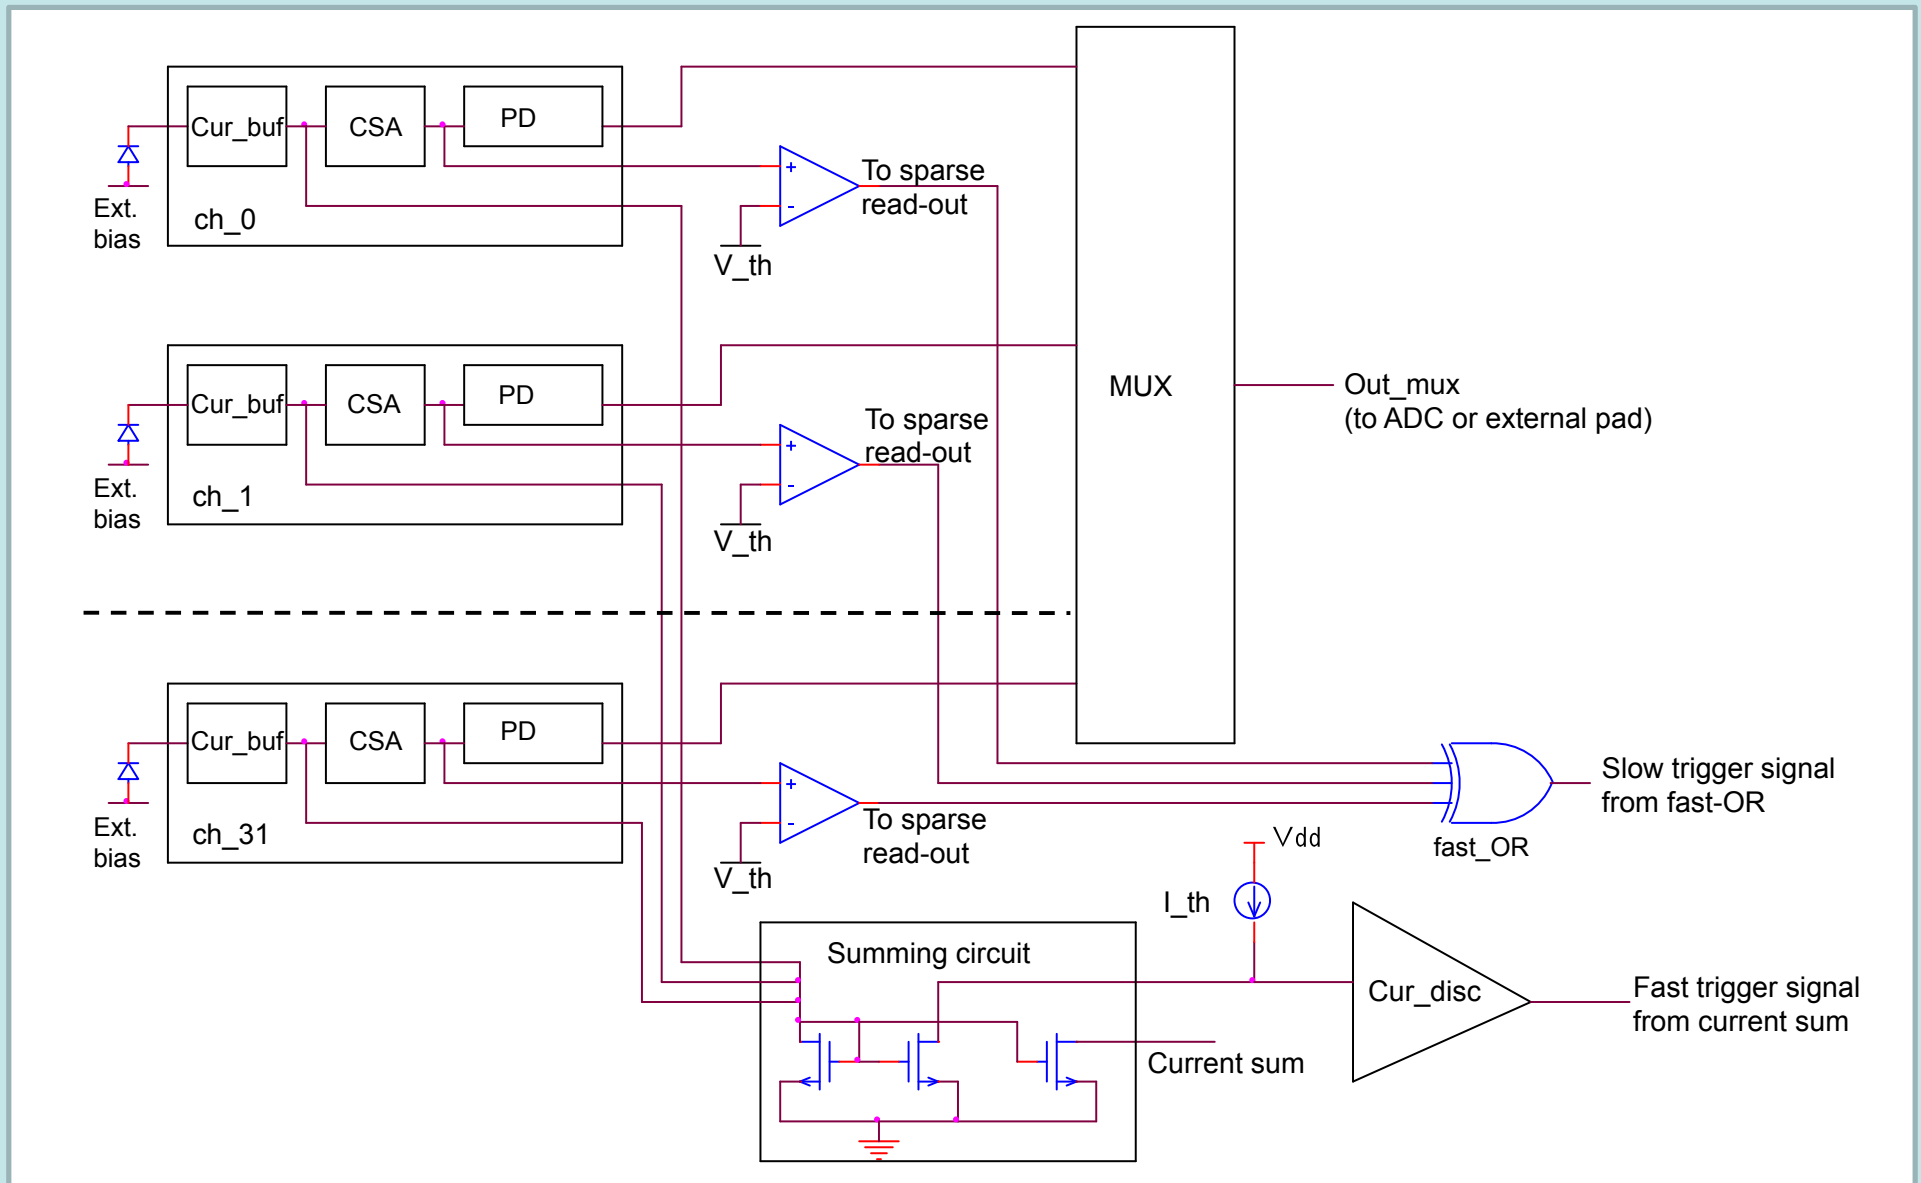 Cur_buf
CSA
PD
Ext.
bias
ch_0
+
-
To sparse
read-out
V_th
Cur_buf
CSA
PD
Ext.
bias
ch_1
+
-
To sparse
read-out
V_th
MUX
Out_mux
(to ADC or external pad)
Cur_buf
CSA
PD
Ext.
bias
ch_31
+
-
To sparse
read-out
V_th
fast_OR
Slow trigger signal
from fast-OR
Vdd
I_th
Summing circuit
Current sum
Cur_disc
Fast trigger signal
from current sum